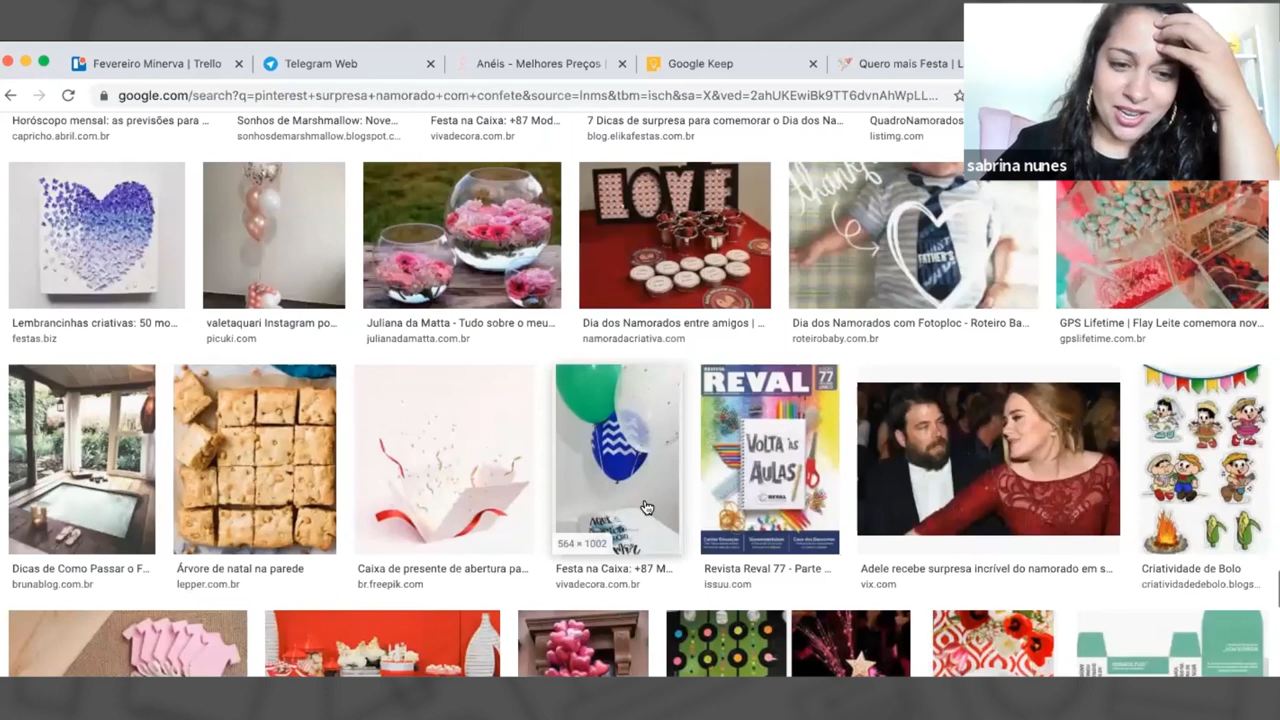 Fevereiro Minerva | Trello
Telegram Web
Anéis - Melhores Preços |
Google Keep
Quero mais Festa | L
google.com/search?q=pinterest+surpresa+namorado+com+confete&source=lnms&tbm=isch&sa=X&ved=2ahUKEwiBk9TT6dvnAhWpLL...
sabrina nunes
Horóscopo mensal: as previsões para ...
Sonhos de Marshmallow: Nove...
Festa na Caixa: +87 Mod...
7 Dicas de surpresa para comemorar o Dia dos Na...
QuadroNamorados
capricho.abril.com.br
sonhosdemarshmallow.blogspot.c...
vivadecora.com.br
blog.elikafestas.com.br
listimg.com
LOVE
thankful
FIRST
FATHER'S
DAY
Lembrancinhas criativas: 50 mo...
valetaquari Instagram po...
Juliana da Matta - Tudo sobre o meu...
Dia dos Namorados entre amigos | ...
Dia dos Namorados com Fotoploc - Roteiro Ba...
GPS Lifetime | Flay Leite comemora nov...
festas.biz
picuki.com
julianadamatta.com.br
namoradacriativa.com
roteirobaby.com.br
gpslifetime.com.br
REVAL
77
VOLTA
ÀS
AULAS
564 × 1002
Dicas de Como Passar o F...
Árvore de natal na parede
Caixa de presente de abertura pa...
Festa na Caixa: +87 M...
Revista Reval 77 - Parte ...
Adele recebe surpresa incrível do namorado em s...
Criatividade de Bolo
brunablog.com.br
lepper.com.br
br.freepik.com
vivadecora.com.br
issuu.com
vix.com
criatividadedebolo.blogs...